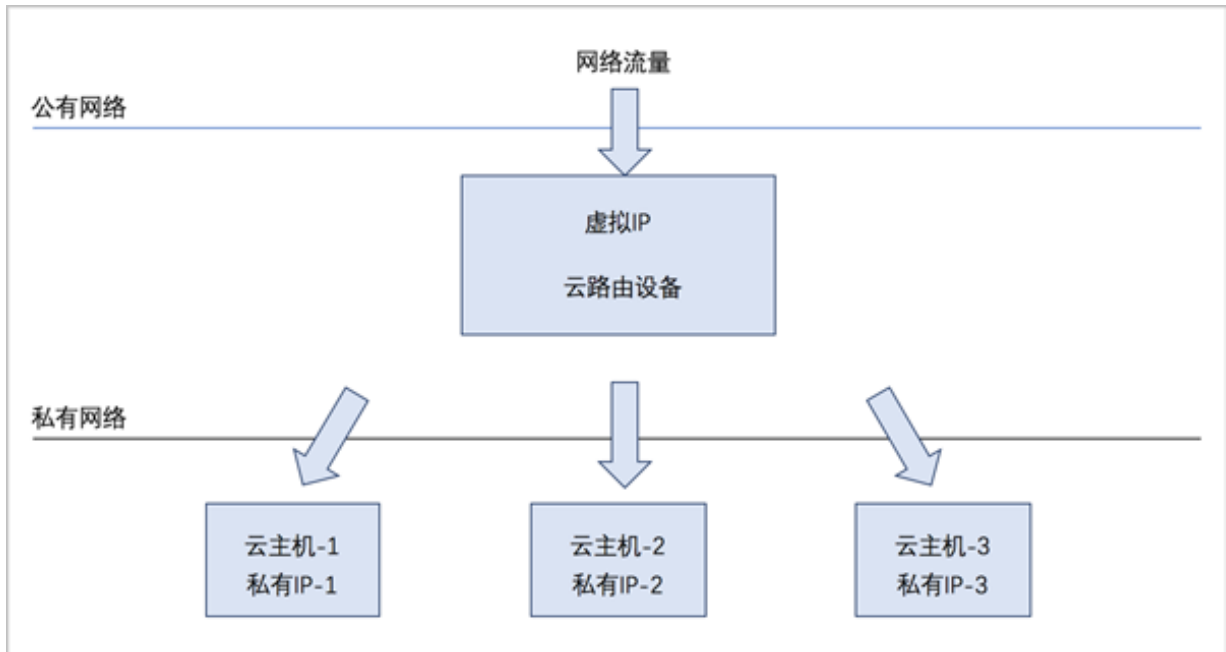 网络流量
公有网络
虚拟IP
云路由设备
私有网络
云主机-1
私有IP-1
云主机-2
私有IP-2
云主机-3
私有IP-3